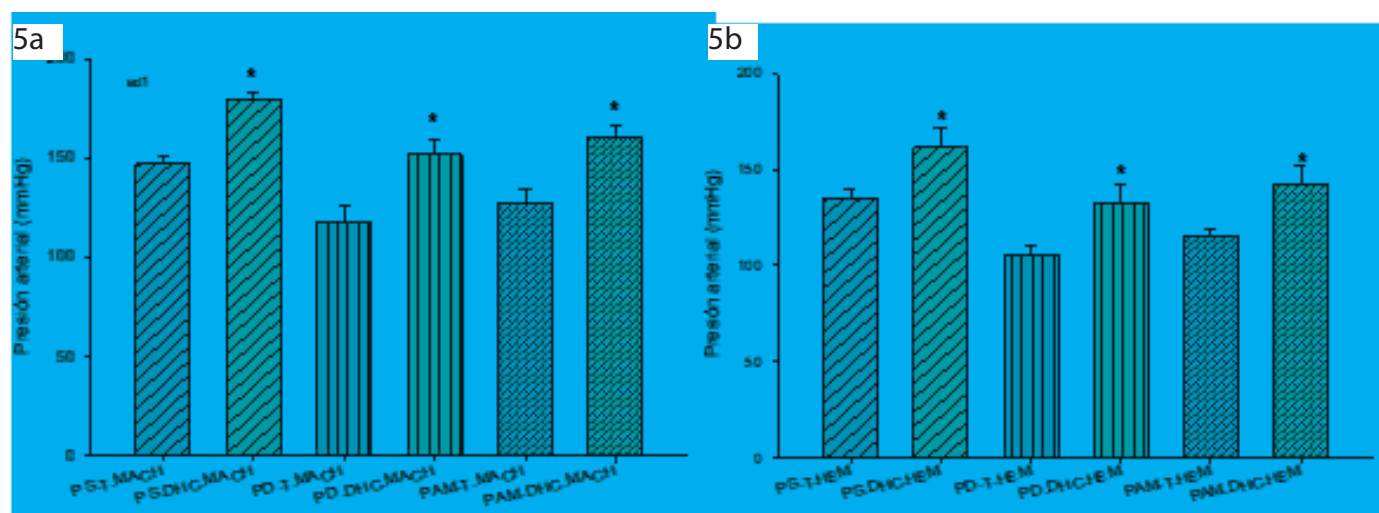 5a
200
*
*
*
150
100
50
0
Presión arterial (mmHg)
PS-T.MACH
PS.DHC.MACH
PD-T.MACH
PD.DHC.MACH
PAM-T.MACH
PAM-DHC.MACH
5b
200
*
*
*
150
100
50
0
Presión arterial (mmHg)
PS-T-HEM
PS.DHC-HEM
PD-T-HEM
PD.DHC-HEM
PAM-T-HEM
PAM.DHC-HEM